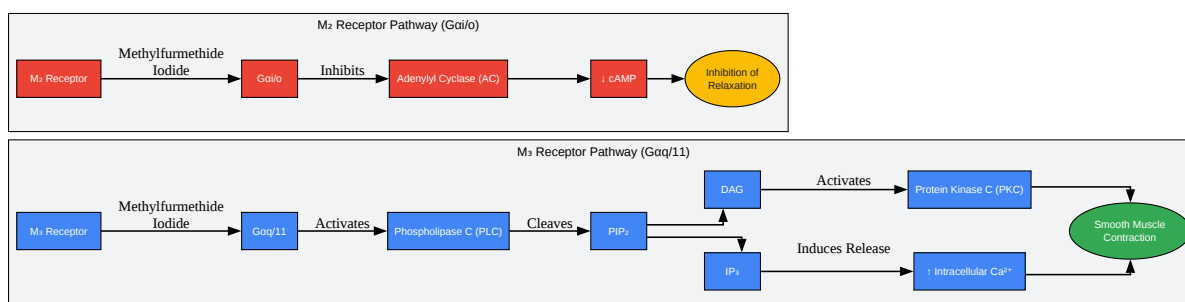 M₂ Receptor Pathway (Gαi/o)
M₂ Receptor
Methylfurmethide
Iodide
Gαi/o
Inhibits
Adenylyl Cyclase (AC)
↓ cAMP
Inhibition of
Relaxation
M₃ Receptor Pathway (Gαq/11)
M₃ Receptor
Methylfurmethide
Iodide
Gαq/11
Activates
Phospholipase C (PLC)
Cleaves
PIP₂
DAG
Activates
Protein Kinase C (PKC)
IP₃
Induces Release
↑ Intracellular Ca²⁺
Smooth Muscle
Contraction